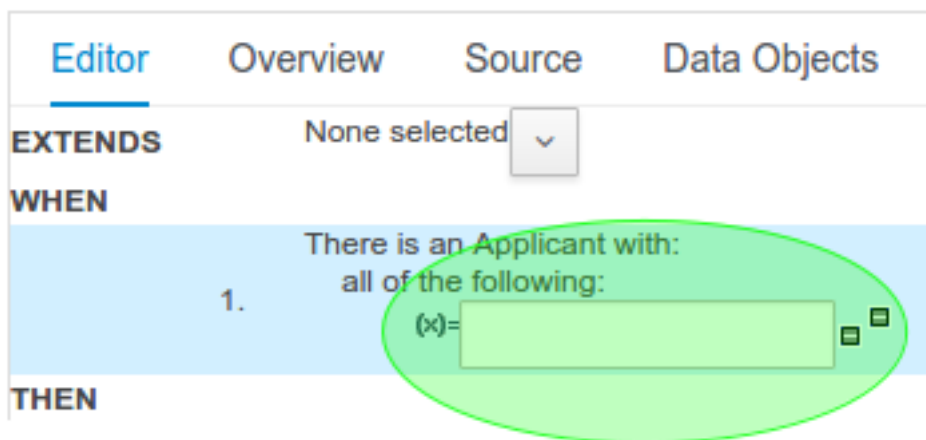 Editor Overview Source Data Objects
EXTENDS None selected
WHEN
There is an Applicant with:
all of the following:
1. (x)=
THEN